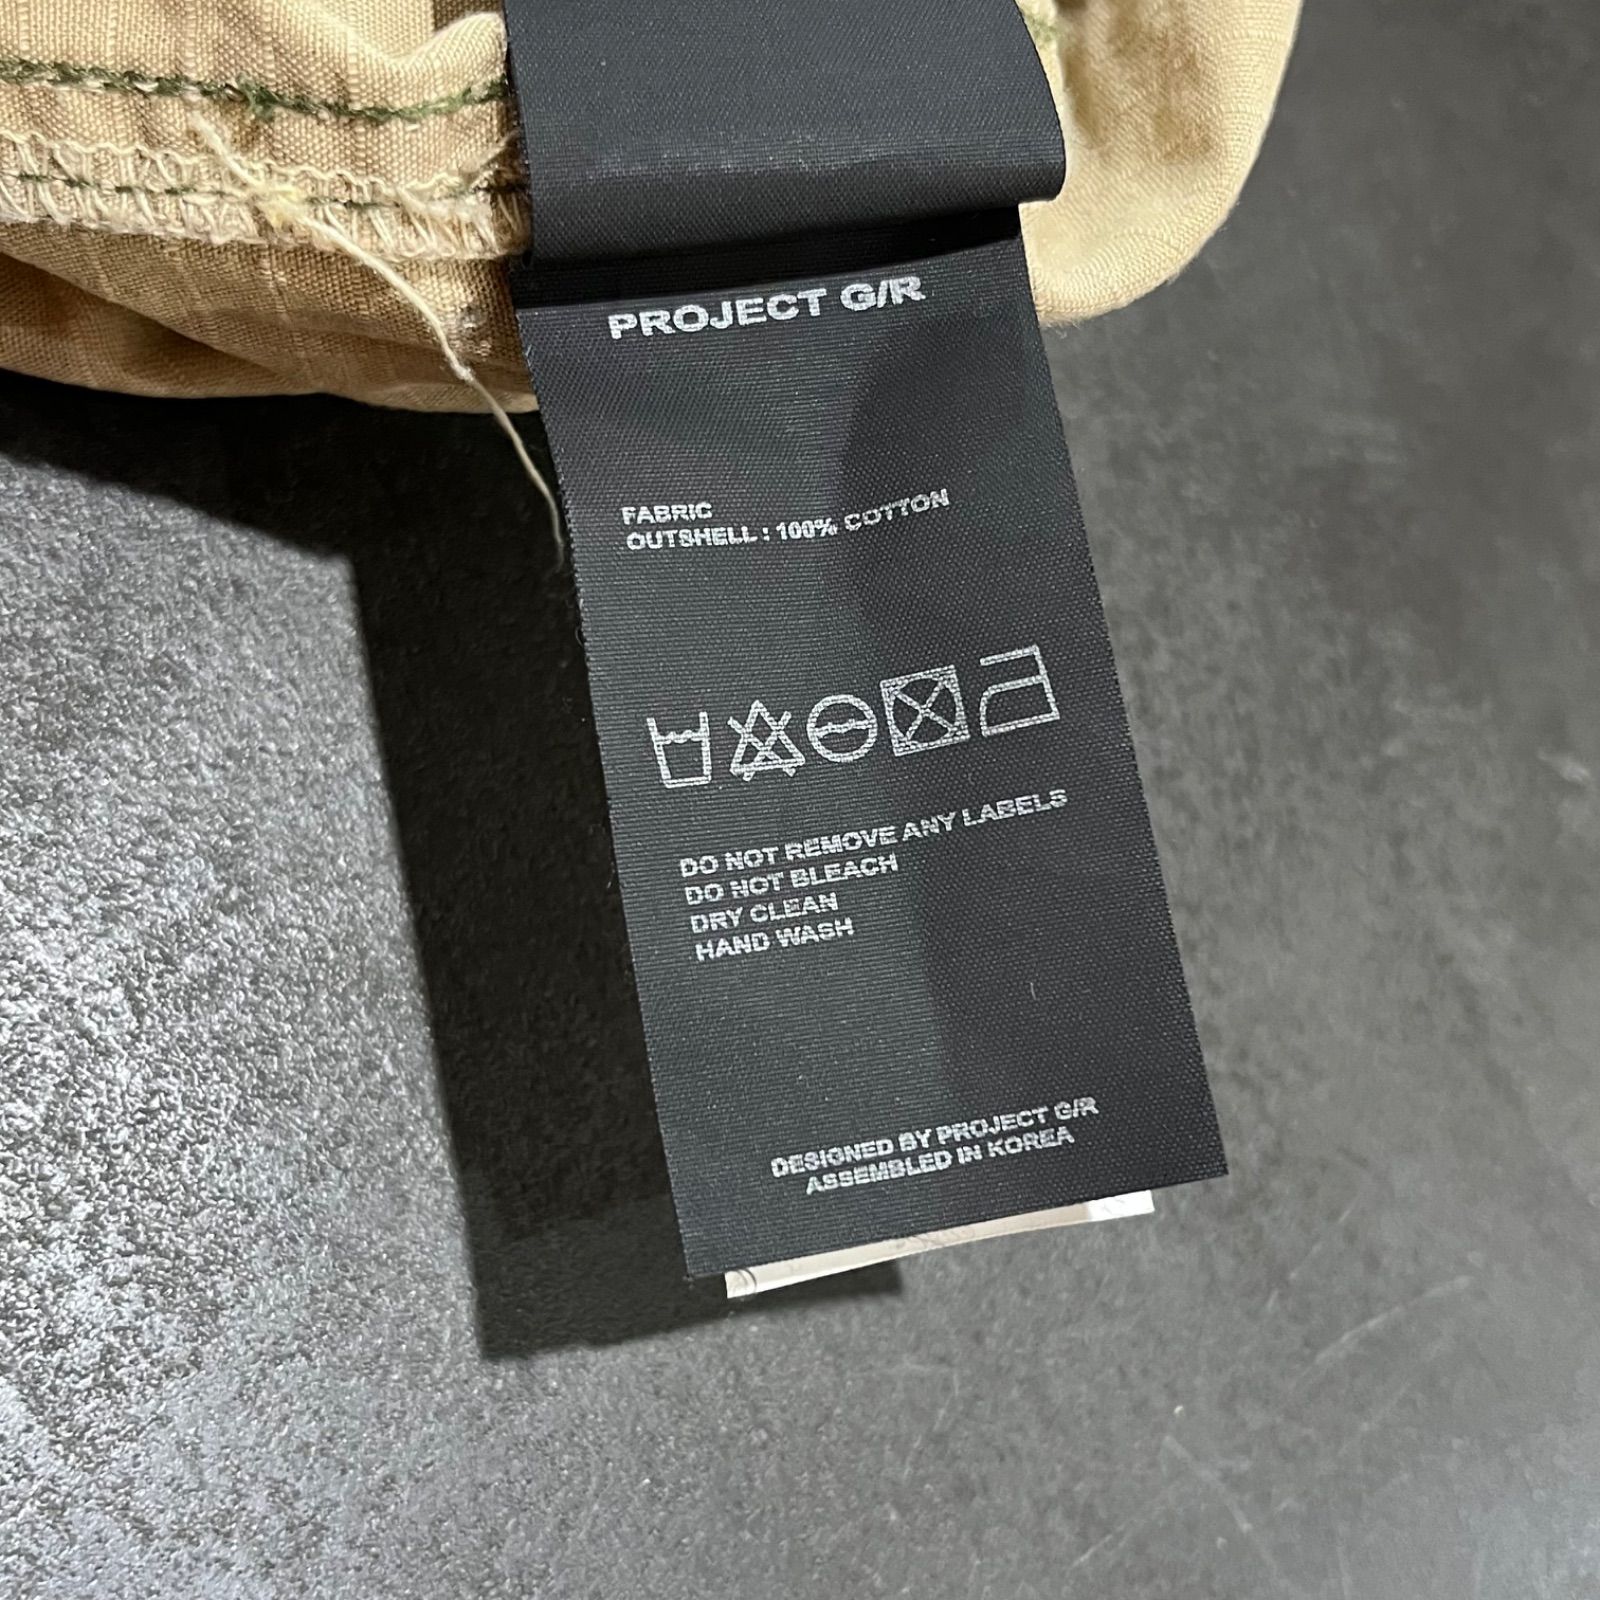 PROJECT G/R
FABRIC
OUTSHELL : 100% COTTON
DO NOT REMOVE ANY LABELS
DO NOT BLEACH
DRY CLEAN
HAND WASH
DESIGNED BY PROJECT G/R
ASSEMBLED IN KOREA